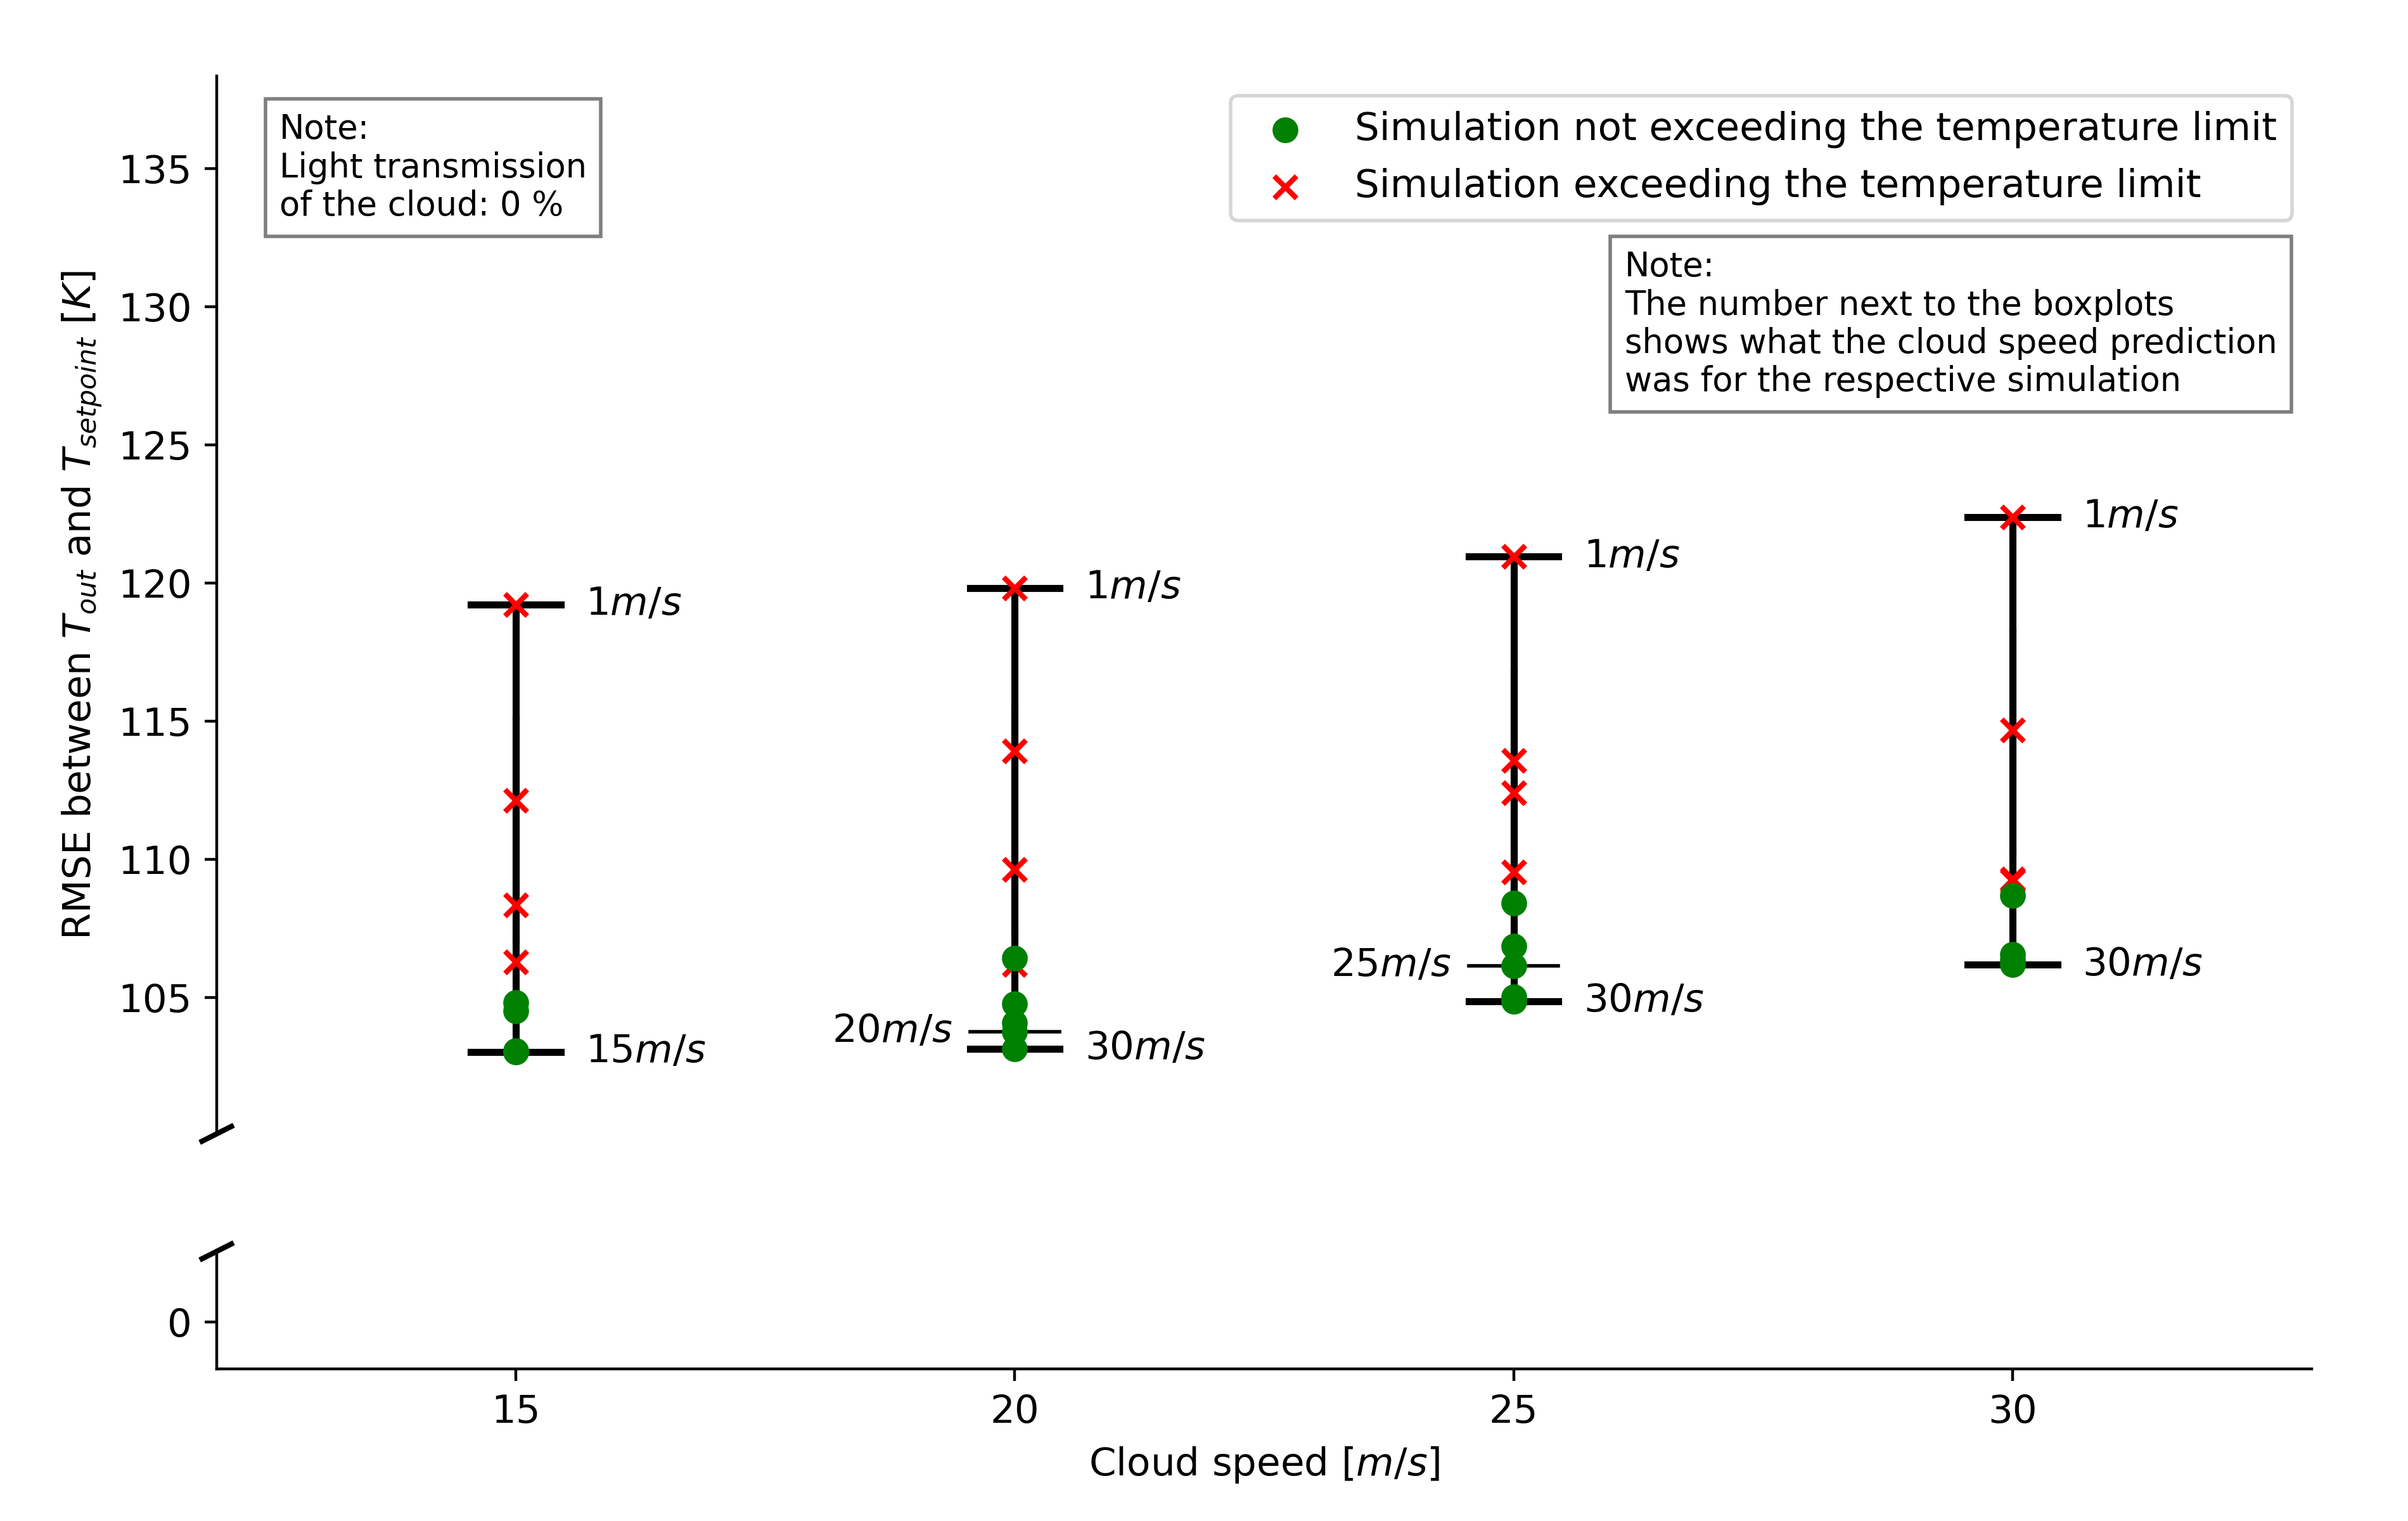 Note:
Light transmission
of the cloud: 0 %
Simulation not exceeding the temperature limit
Simulation exceeding the temperature limit
Note:
The number next to the boxplots
shows what the cloud speed prediction
was for the respective simulation
RMSE between T_out and T_setpoint [K]
135
130
125
120
115
110
105
0
1m/s
15m/s
1m/s
20m/s
30m/s
1m/s
25m/s
30m/s
1m/s
30m/s
15
20
25
30
Cloud speed [m/s]